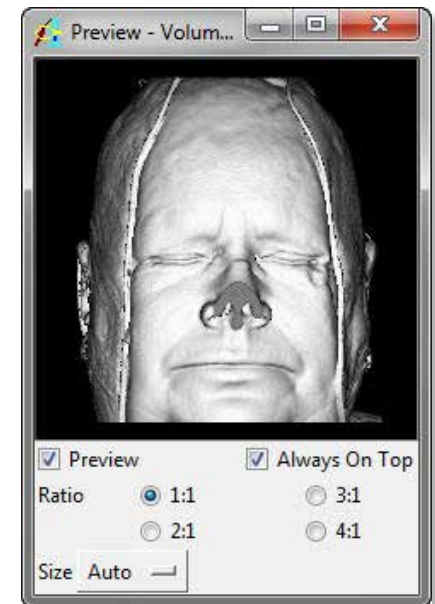 Preview - Volum...
Preview Always On Top
Ratio 1:1 3:1
2:1 4:1
Size Auto